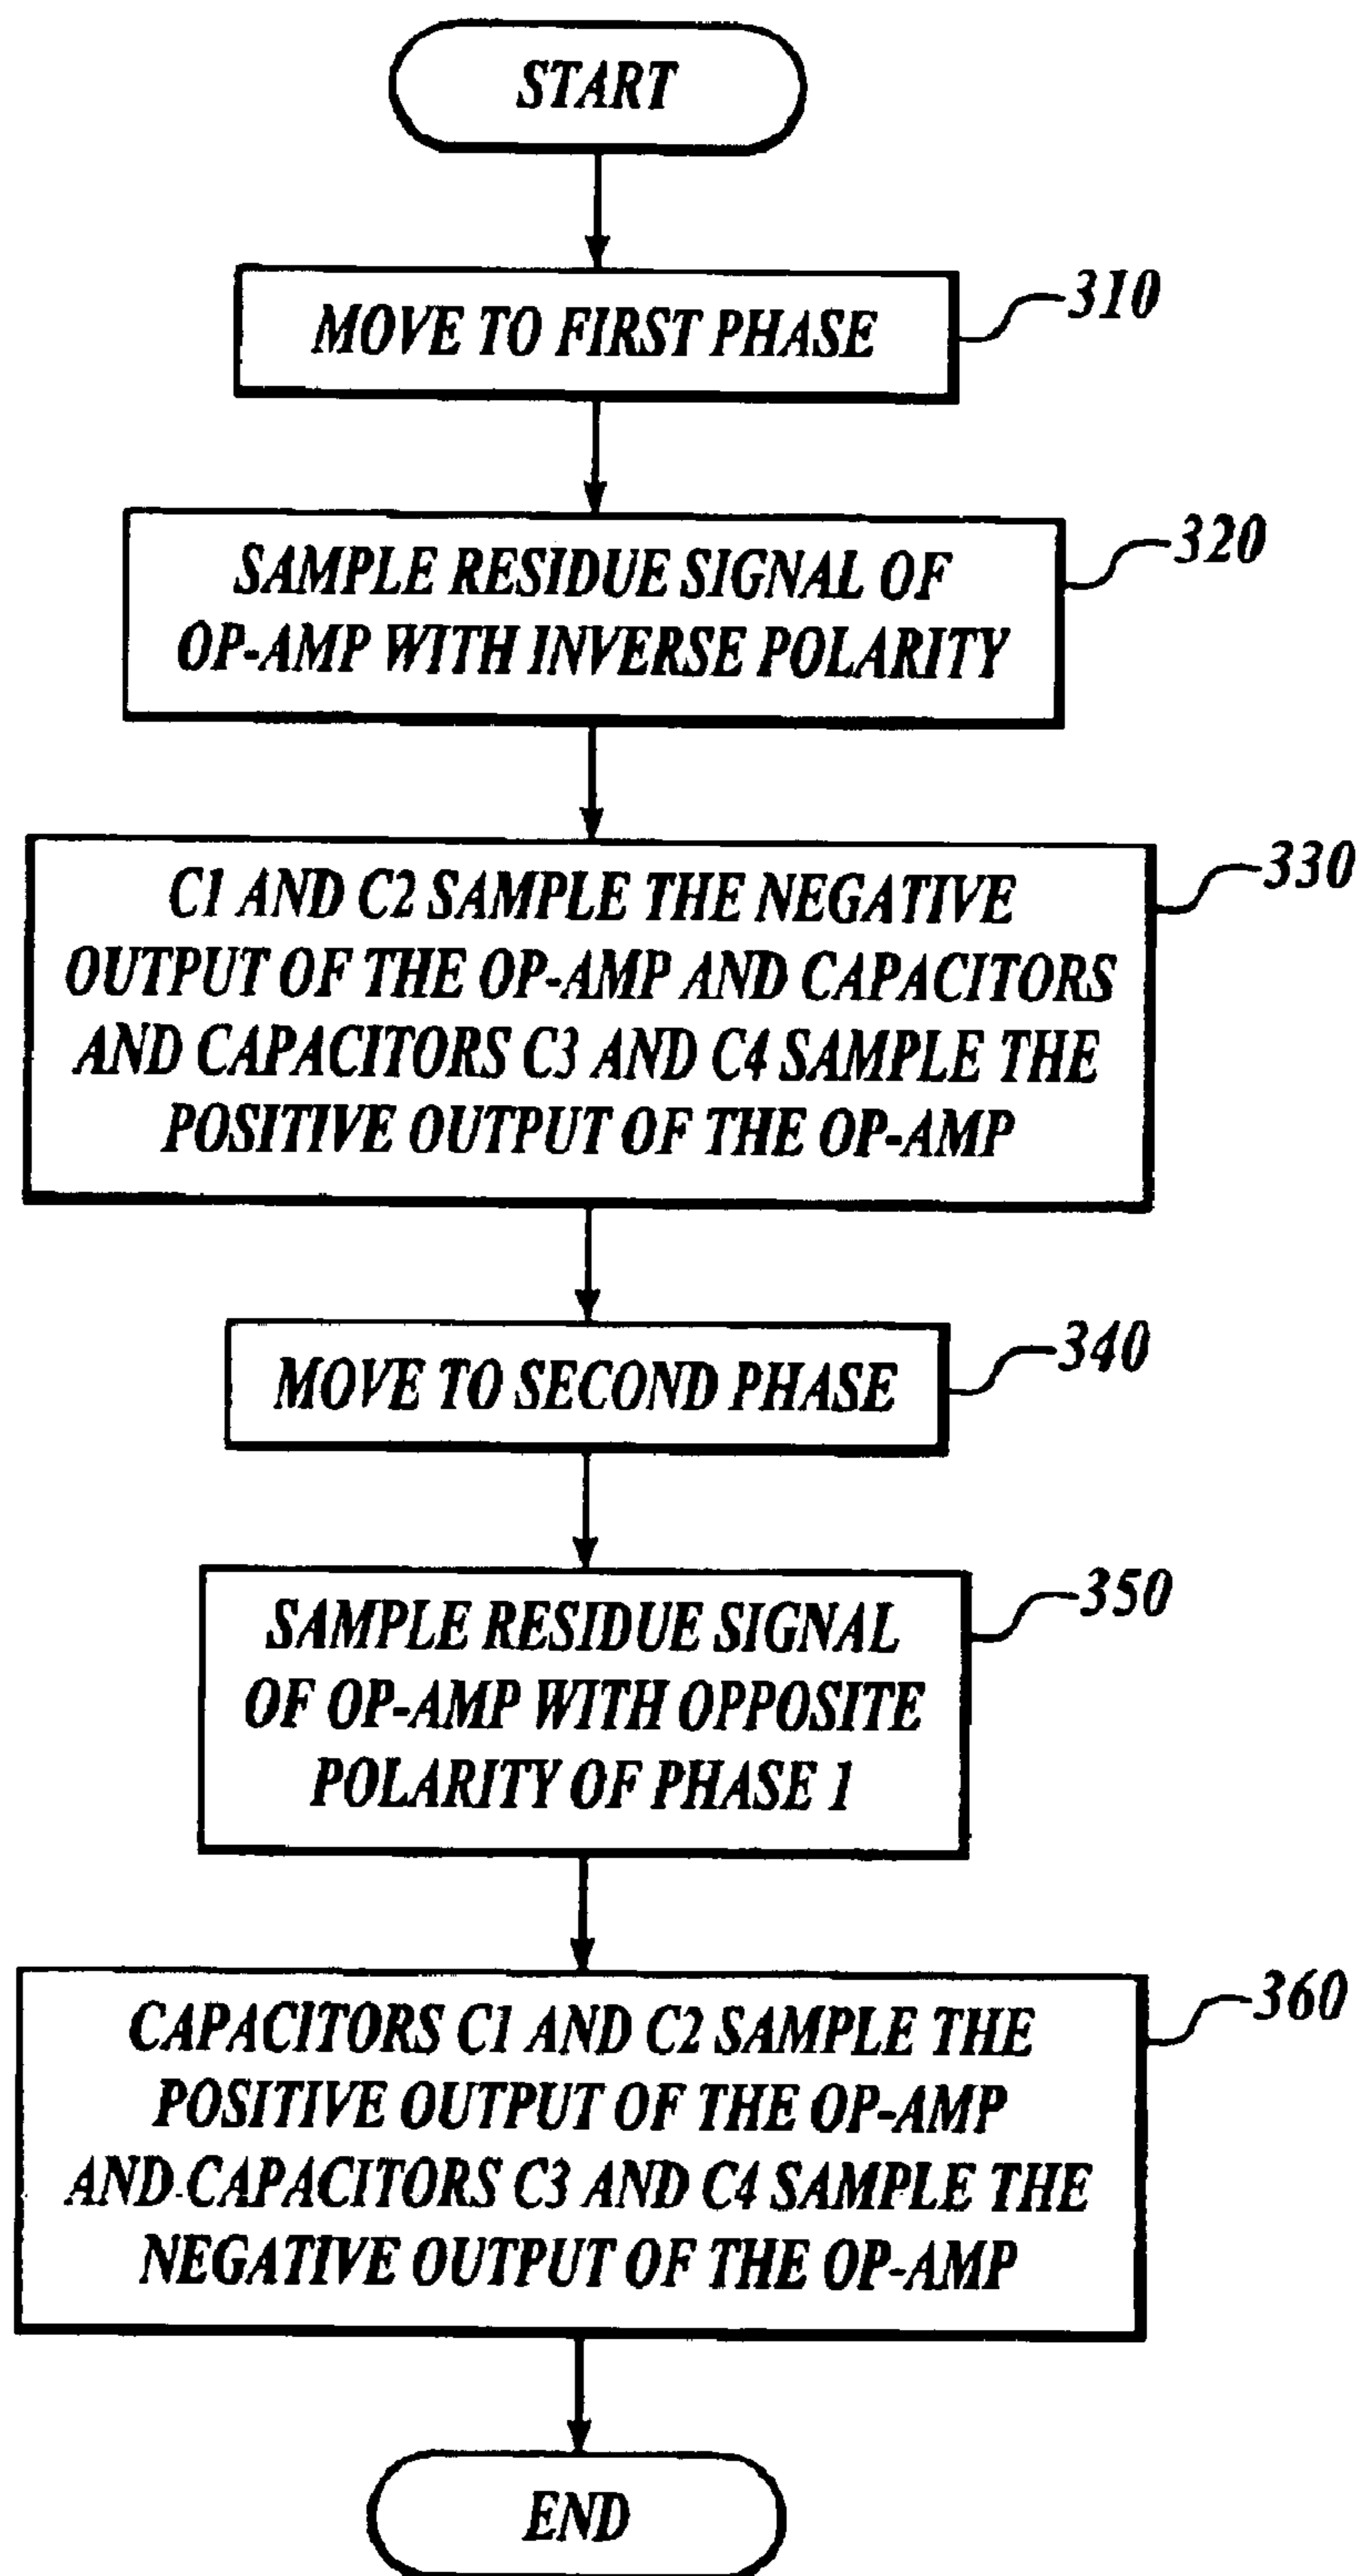 START
MOVE TO FIRST PHASE
310
SAMPLE RESIDUE SIGNAL OF
OP-AMP WITH INVERSE POLARITY
320
C1 AND C2 SAMPLE THE NEGATIVE
OUTPUT OF THE OP-AMP AND CAPACITORS
AND CAPACITORS C3 AND C4 SAMPLE THE
POSITIVE OUTPUT OF THE OP-AMP
330
MOVE TO SECOND PHASE
340
SAMPLE RESIDUE SIGNAL
OF OP-AMP WITH OPPOSITE
POLARITY OF PHASE 1
350
CAPACITORS C1 AND C2 SAMPLE THE
POSITIVE OUTPUT OF THE OP-AMP
AND CAPACITORS C3 AND C4 SAMPLE THE
NEGATIVE OUTPUT OF THE OP-AMP
360
END